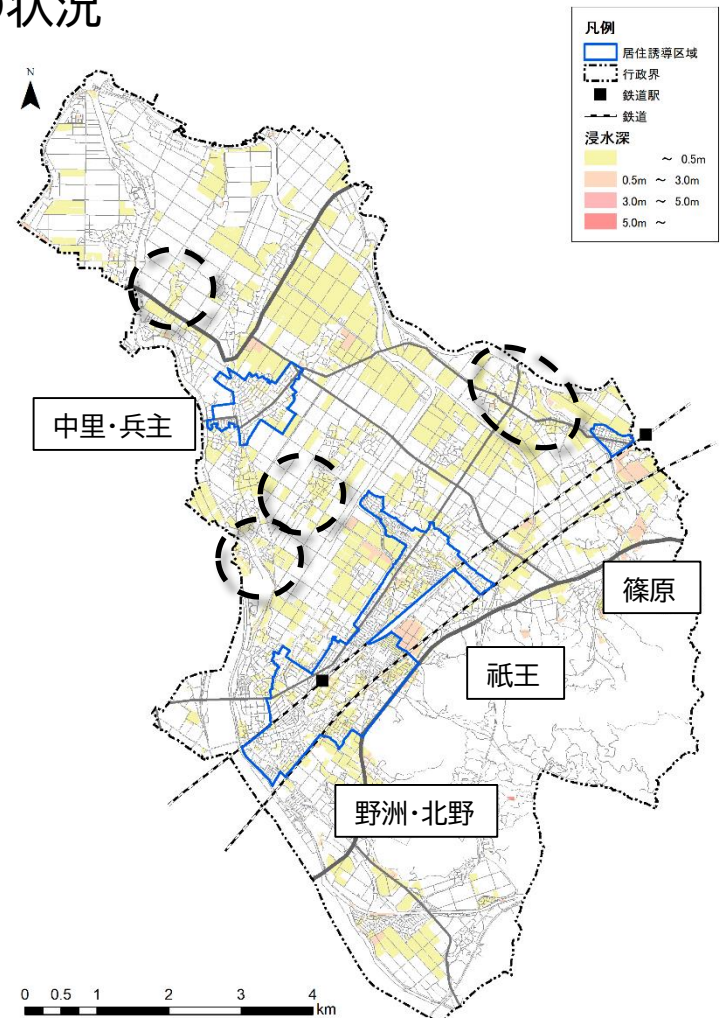 の状況
N
凡例
居住誘導区域
行政界
鉄道駅
鉄道
浸水深
～ 0.5m
0.5m ～ 3.0m
3.0m ～ 5.0m
5.0m ～
中里・兵主
篠原
祇王
野洲・北野
0 0.5 1 2 3 4
km